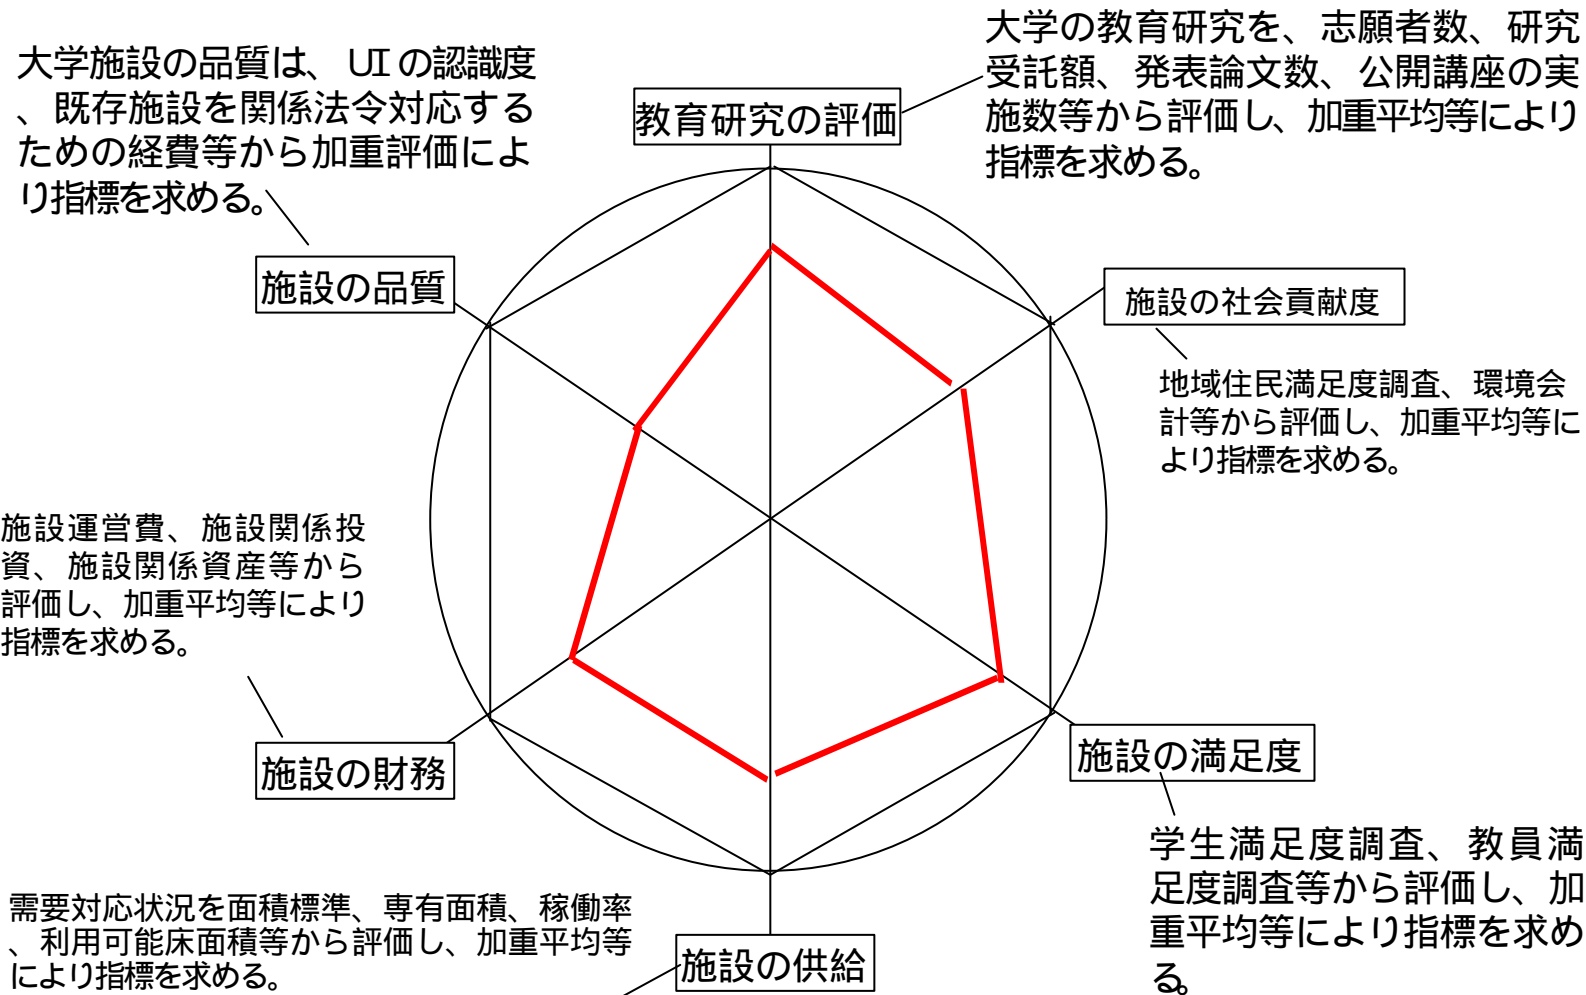 大学施設の品質は、UIの認識度
、既存施設を関係法令対応する
ための経費等から加重評価によ
り指標を求める。
大学の教育研究を、志願者数、研究
受託額、発表論文数、公開講座の実
施数等から評価し、加重平均等により
指標を求める。
教育研究の評価
施設の品質
施設の社会貢献度
地域住民満足度調査、環境会
計等から評価し、加重平均等に
より指標を求める。
施設運営費、施設関係投
資、施設関係資産等から
評価し、加重平均等により
指標を求める。
施設の財務
施設の満足度
学生満足度調査、教員満
足度調査等から評価し、加
重平均等により指標を求め
る。
需要対応状況を面積標準、専有面積、稼働率
、利用可能床面積等から評価し、加重平均等
により指標を求める。
施設の供給